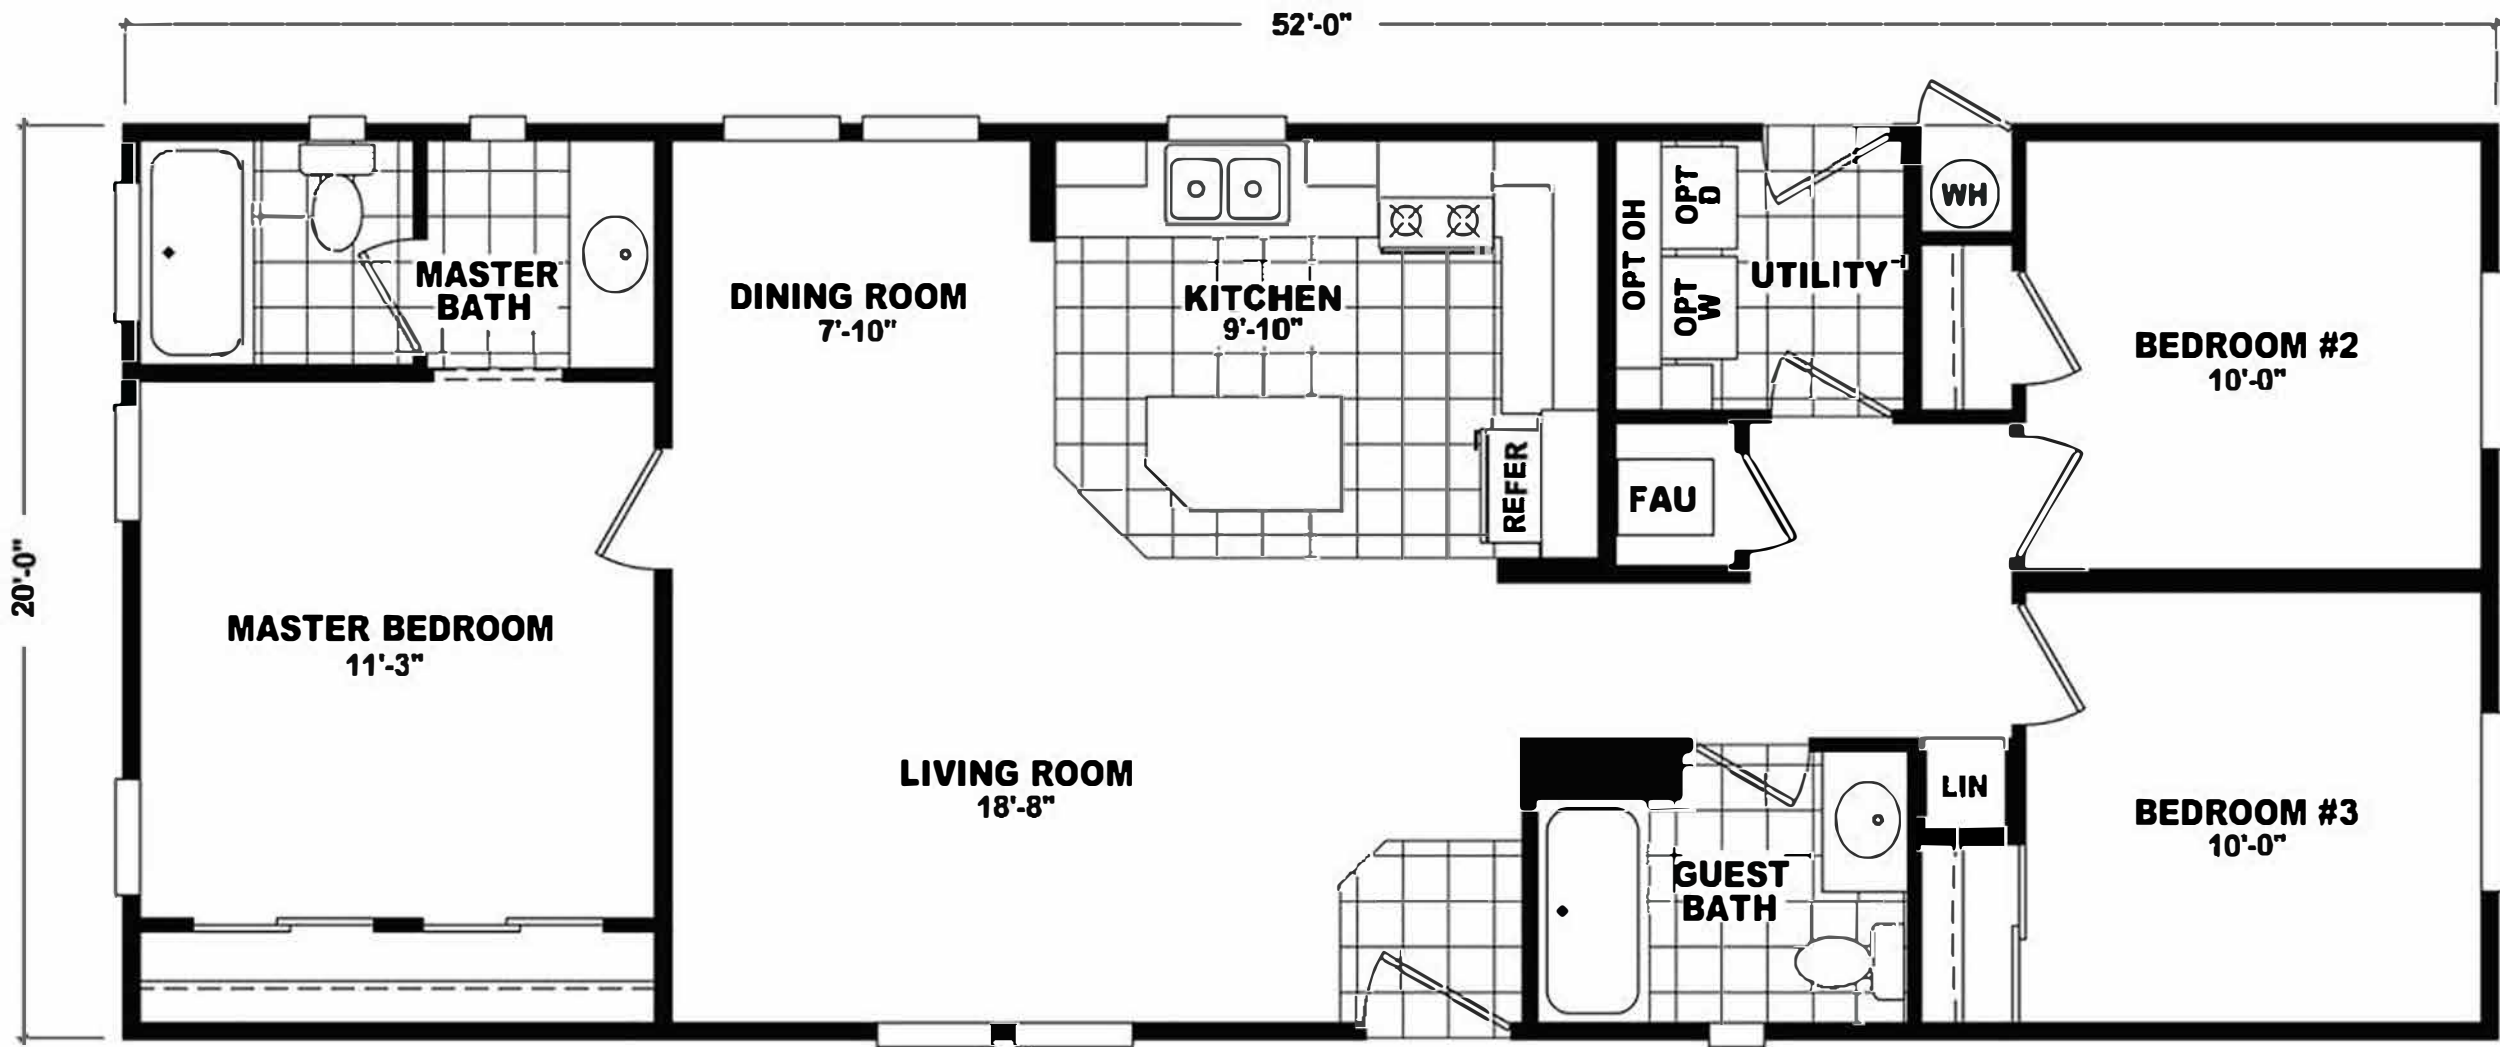 52'-0"
20'-0"
MASTER
BATH
DINING ROOM
7'-10"
KITCHEN
9'-10"
REFER
OPT OH
OPT
D
OPT
W
UTILITY
WH
FAU
BEDROOM #2
10'-0"
MASTER BEDROOM
11'-3"
LIVING ROOM
18'-8"
GUEST
BATH
LIN
BEDROOM #3
10'-0"